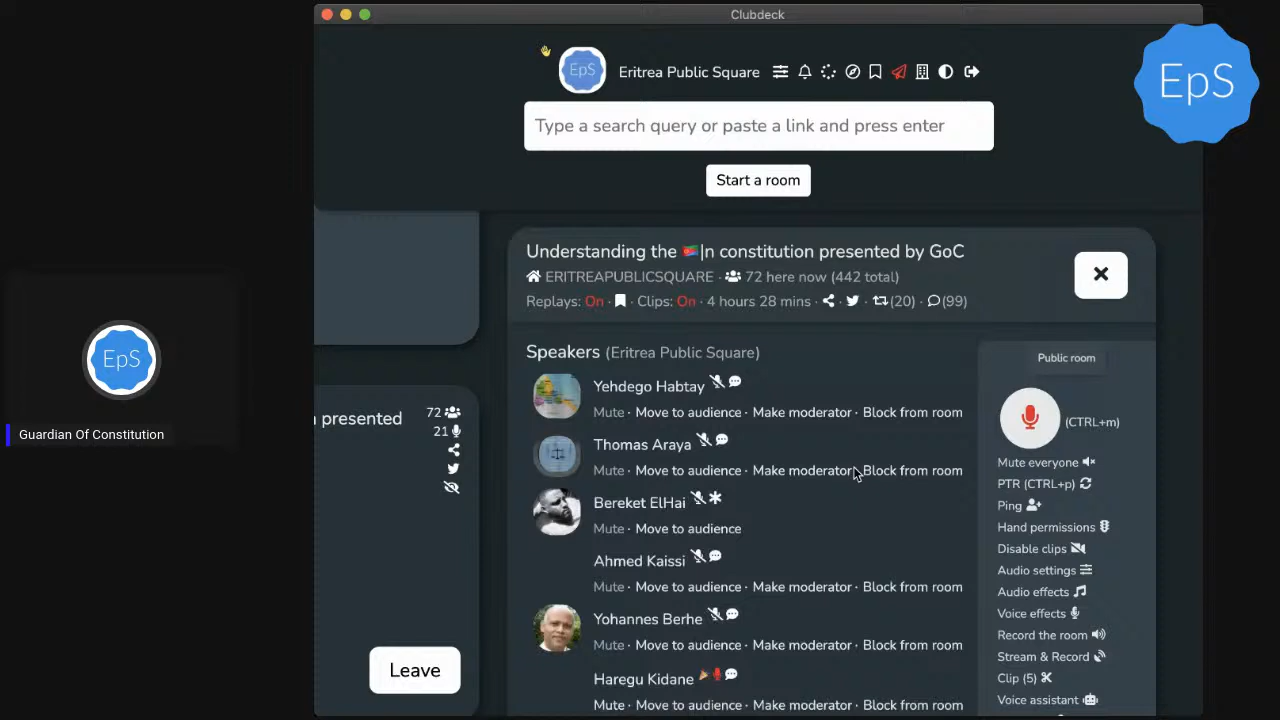 Clubdeck
EpS
Eritrea Public Square
EpS
Type a search query or paste a link and press enter
Start a room
Understanding the 🇪🇷|n constitution presented by GoC
ERITREAPUBLICSQUARE · 72 here now (442 total)
Replays: On · Clips: On · 4 hours 28 mins · (20) · (99)
Speakers (Eritrea Public Square)
Yehdego Habtay
Mute · Move to audience · Make moderator · Block from room
Thomas Araya
Mute · Move to audience · Make moderator · Block from room
Bereket ElHai
Mute · Move to audience
Ahmed Kaissi
Mute · Move to audience · Make moderator · Block from room
Yohannes Berhe
Mute · Move to audience · Make moderator · Block from room
Haregu Kidane
Mute · Move to audience · Make moderator · Block from room
Public room
(CTRL+m)
Mute everyone
PTR (CTRL+p)
Ping
Hand permissions
Disable clips
Audio settings
Audio effects
Voice effects
Record the room
Stream & Record
Clip (5)
Voice assistant
presented
72
21
Leave
EpS
Guardian Of Constitution